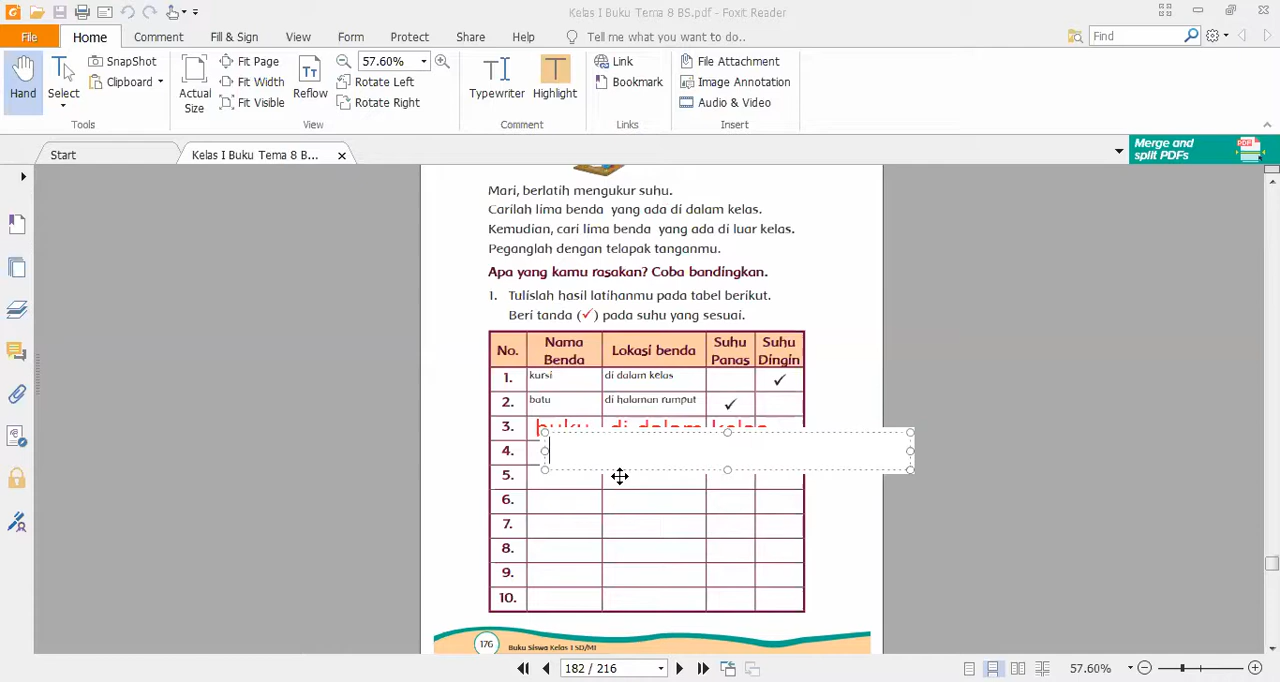 Kelas I Buku Tema 8 BS.pdf - Foxit Reader
File Home Comment Fill & Sign View Form Protect Share Help Tell me what you want to do.. Find
Hand
Select
SnapShot
Clipboard
Tools
Actual
Size
Fit Page
Fit Width
Fit Visible
Reflow
57.60%
Rotate Left
Rotate Right
View
Typewriter
Highlight
Comment
Link
Bookmark
Links
File Attachment
Image Annotation
Audio & Video
Insert
Start
Kelas I Buku Tema 8 B...
Merge and
split PDFs
Mari, berlatih mengukur suhu.
Carilah lima benda yang ada di dalam kelas.
Kemudian, cari lima benda yang ada di luar kelas.
Peganglah dengan telapak tanganmu.
Apa yang kamu rasakan? Coba bandingkan.
1. Tulislah hasil latihanmu pada tabel berikut.
Beri tanda (✓) pada suhu yang sesuai.
No. Nama Benda Lokasi benda Suhu Panas Suhu Dingin
1. kursi di dalam kelas ✓
2. batu di halaman rumput ✓
3. buku di dalam kelas
4.
5.
6.
7.
8.
9.
10.
176 Buku Siswa Kelas I SD/MI
182 / 216
57.60%